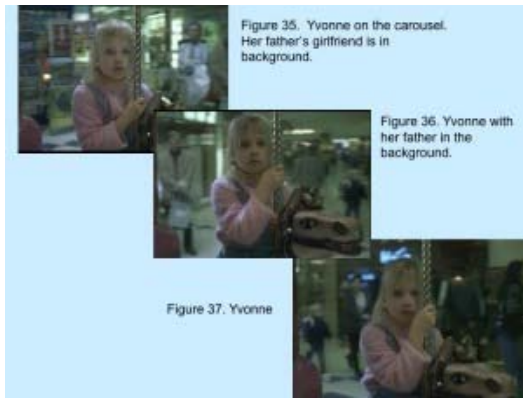 Figure 35. Yvonne on the carousel.
Her father's girlfriend is in
background.
Figure 36. Yvonne with
her father in the
background.
Figure 37. Yvonne